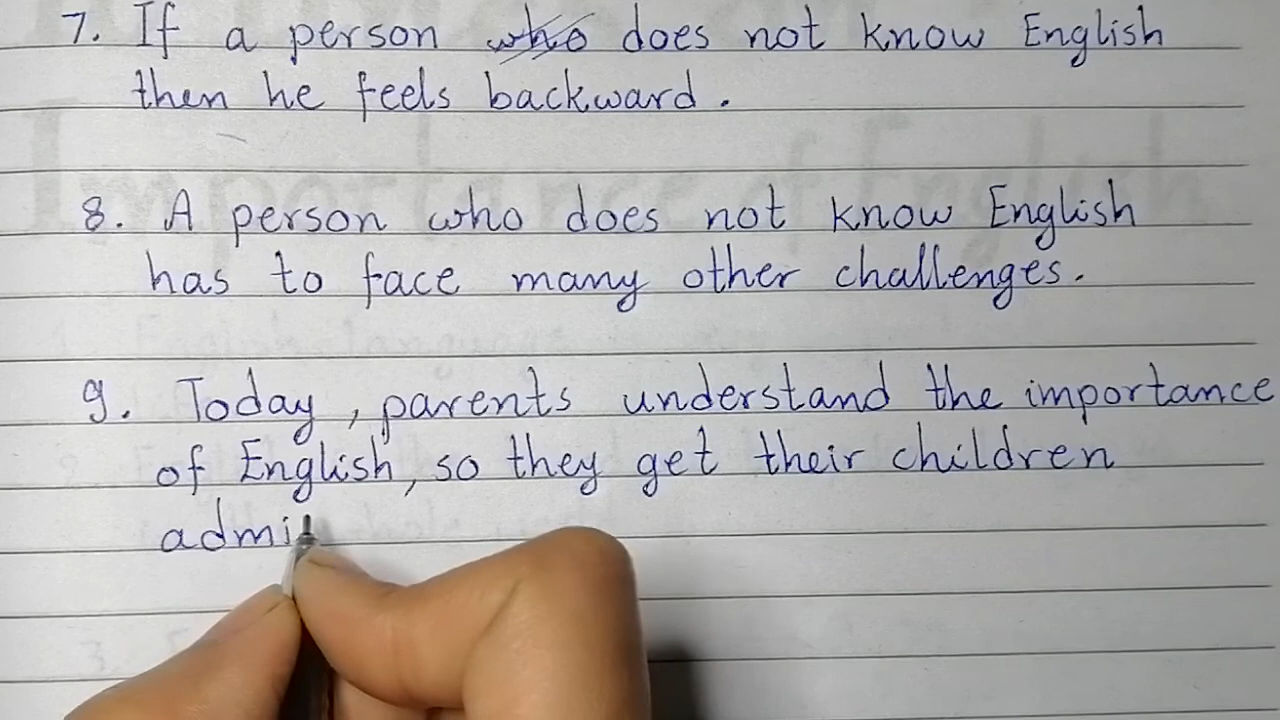 7. If a person who does not know English
then he feels backward.
8. A person who does not know English
has to face many other challenges.
9. Today, parents understand the importance
of English, so they get their children
admi